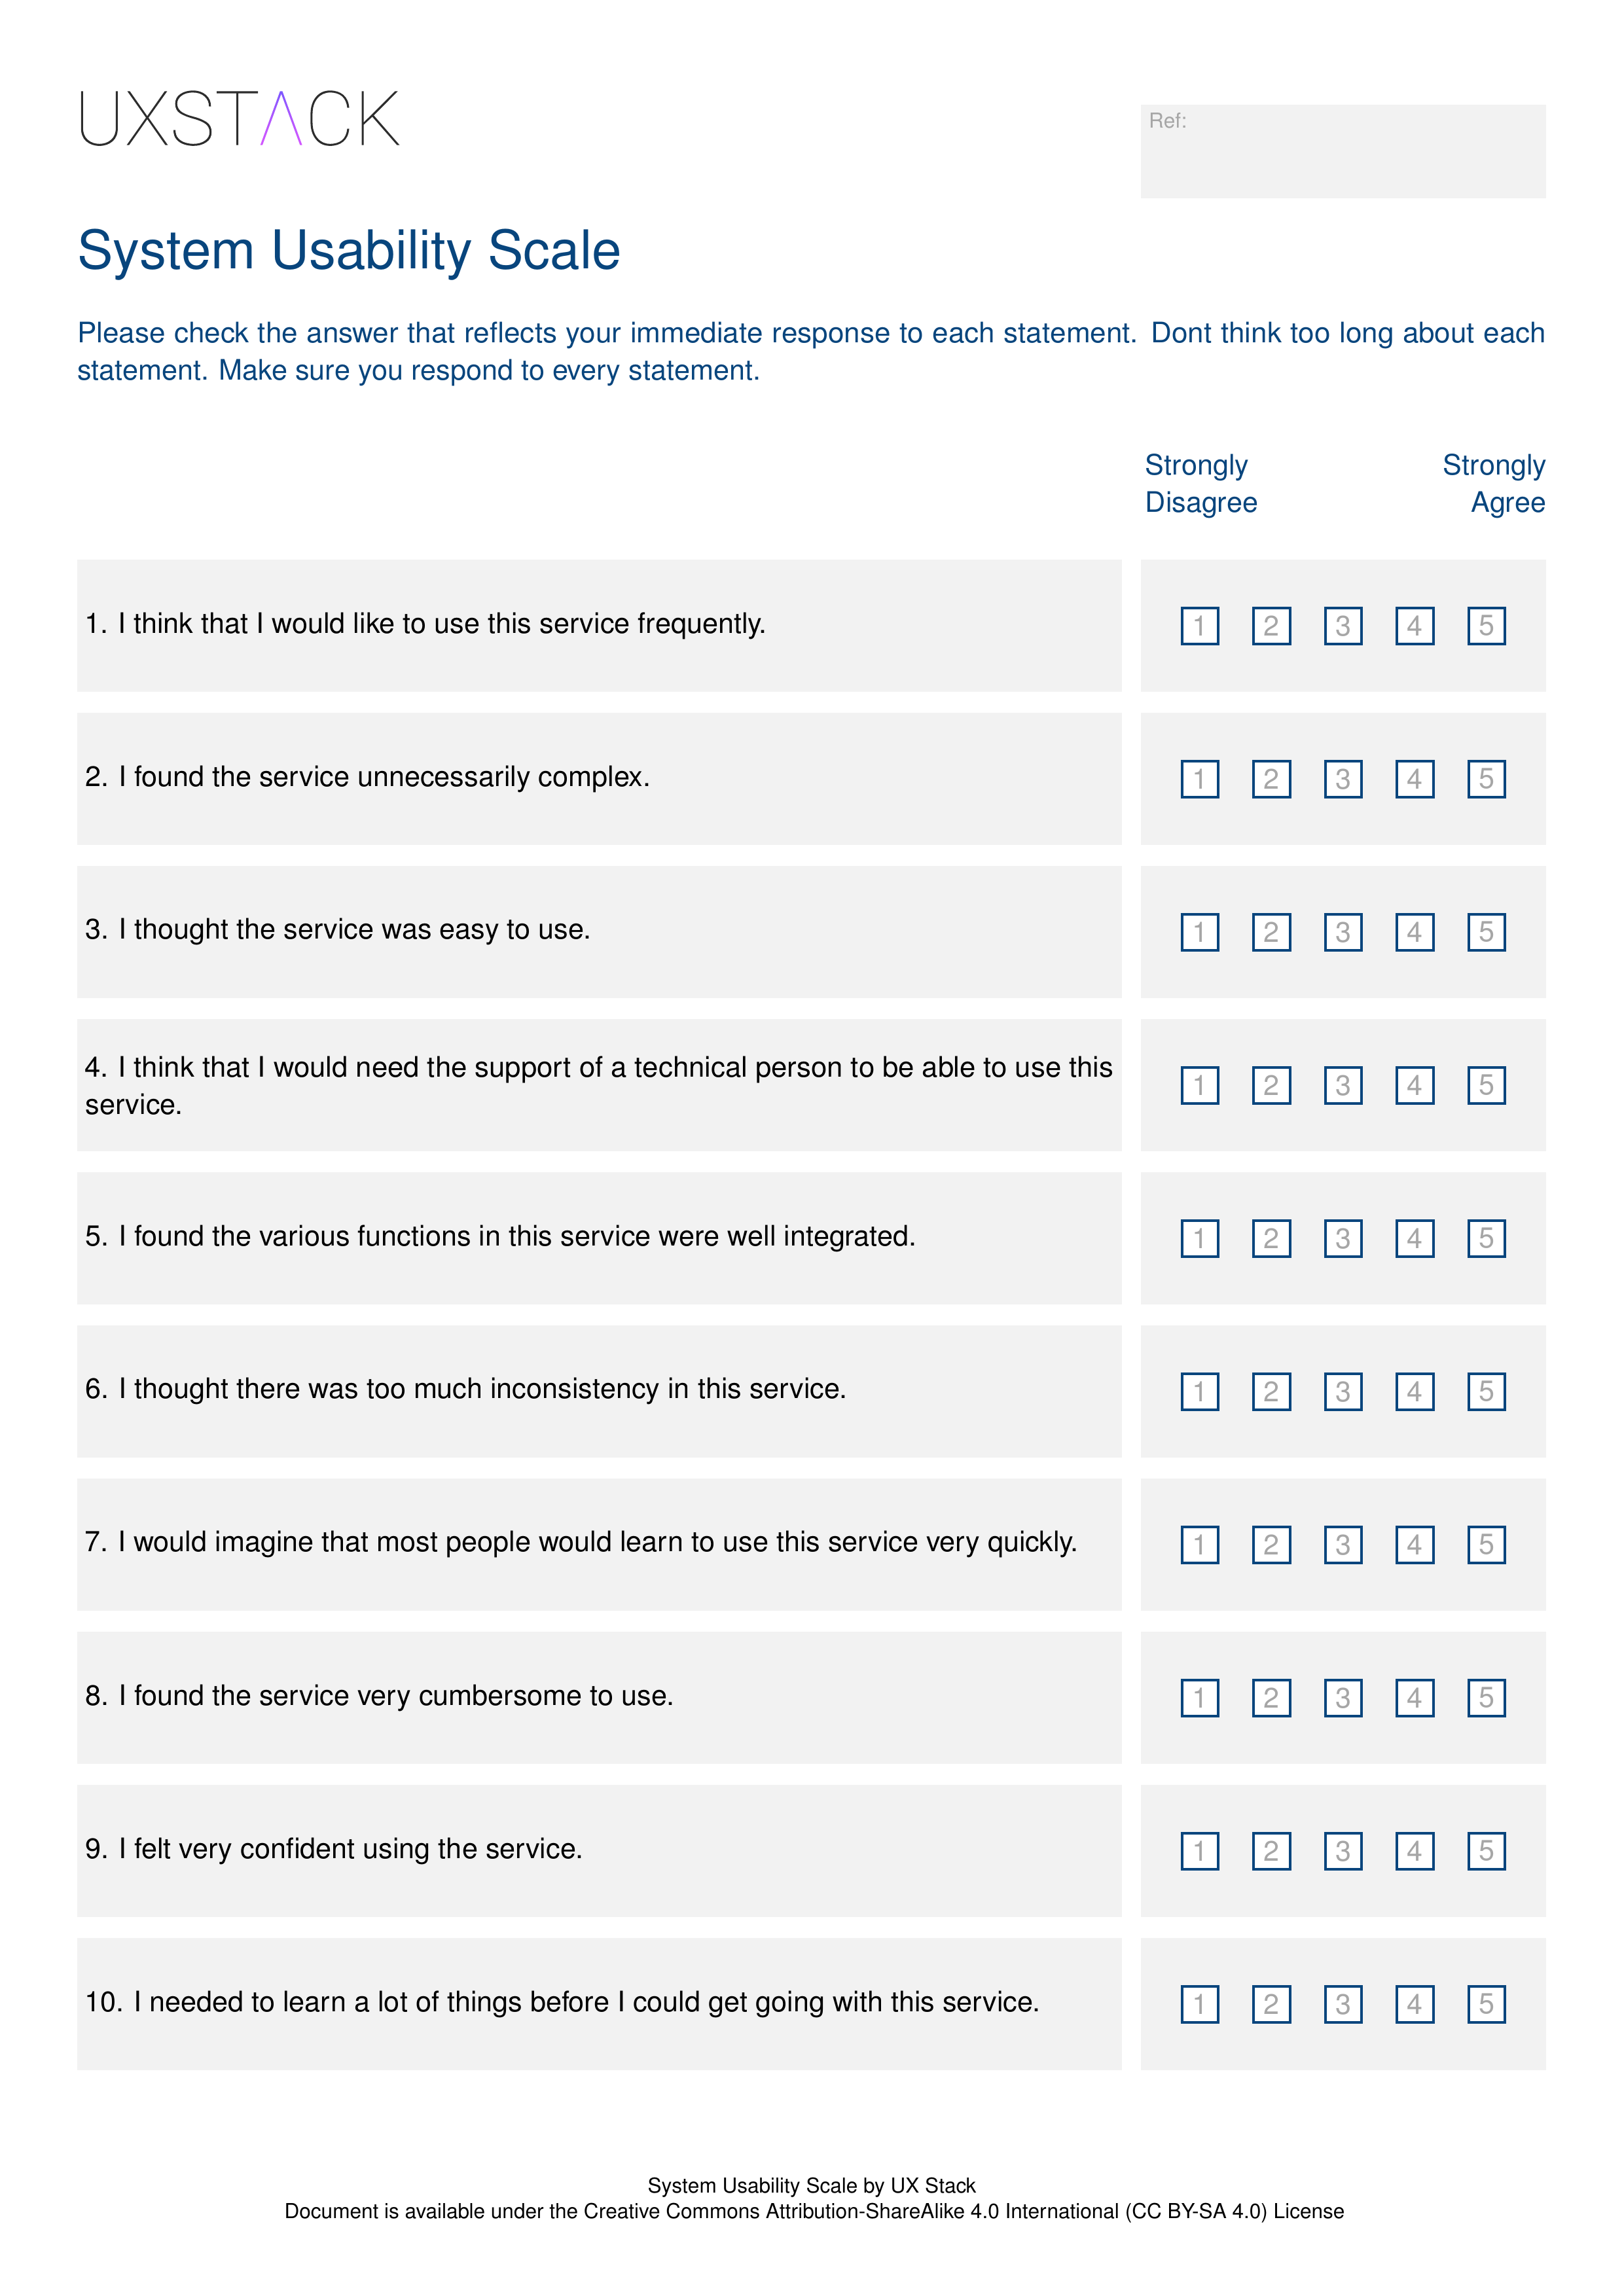 UXSTACK
Ref:
System Usability Scale
Please check the answer that reflects your immediate response to each statement. Dont think too long about each
statement. Make sure you respond to every statement.
Strongly Strongly
Disagree Agree
1. I think that I would like to use this service frequently. 1 2 3 4 5
2. I found the service unnecessarily complex. 1 2 3 4 5
3. I thought the service was easy to use. 1 2 3 4 5
4. I think that I would need the support of a technical person to be able to use this
service. 1 2 3 4 5
5. I found the various functions in this service were well integrated. 1 2 3 4 5
6. I thought there was too much inconsistency in this service. 1 2 3 4 5
7. I would imagine that most people would learn to use this service very quickly. 1 2 3 4 5
8. I found the service very cumbersome to use. 1 2 3 4 5
9. I felt very confident using the service. 1 2 3 4 5
10. I needed to learn a lot of things before I could get going with this service. 1 2 3 4 5
System Usability Scale by UX Stack
Document is available under the Creative Commons Attribution-ShareAlike 4.0 International (CC BY-SA 4.0) License